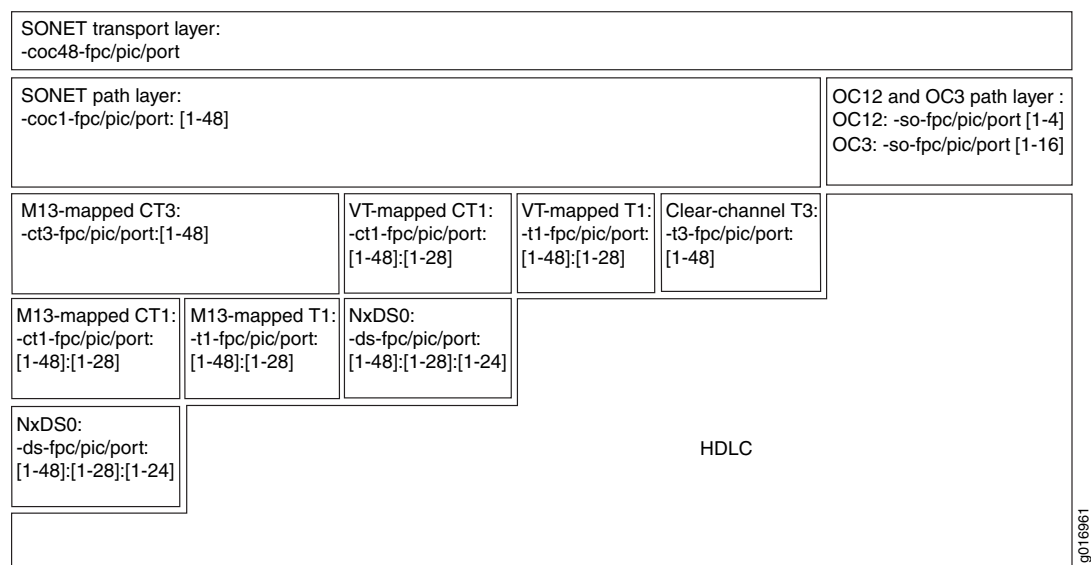 SONET transport layer:
-coc48-fpc/pic/port
SONET path layer:
-coc1-fpc/pic/port: [1-48]
OC12 and OC3 path layer :
OC12: -so-fpc/pic/port [1-4]
OC3: -so-fpc/pic/port [1-16]
M13-mapped CT3:
-ct3-fpc/pic/port:[1-48]
VT-mapped CT1:
-ct1-fpc/pic/port:
[1-48]:[1-28]
VT-mapped T1:
-t1-fpc/pic/port:
[1-48]:[1-28]
Clear-channel T3:
-t3-fpc/pic/port:
[1-48]
M13-mapped CT1:
-ct1-fpc/pic/port:
[1-48]:[1-28]
M13-mapped T1:
-t1-fpc/pic/port:
[1-48]:[1-28]
NxDS0:
-ds-fpc/pic/port:
[1-48]:[1-28]:[1-24]
NxDS0:
-ds-fpc/pic/port:
[1-48]:[1-28]:[1-24]
HDLC
g016961